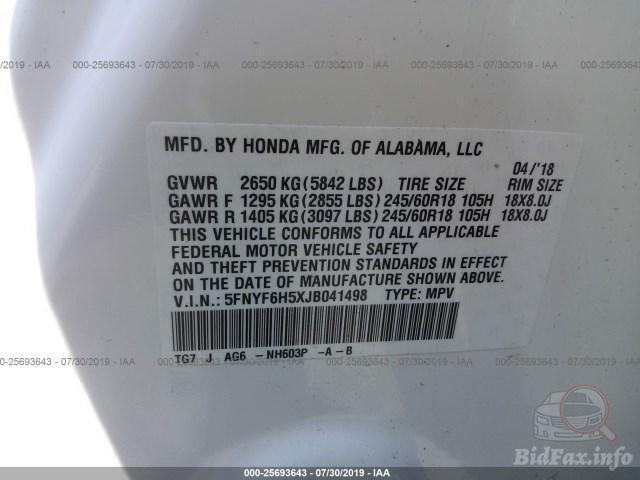 000-25693643 - 07/30/2019 - IAA
MFD. BY HONDA MFG. OF ALABAMA, LLC
04/'18
GVWR 2650 KG(5842 LBS) TIRE SIZE RIM SIZE
GAWR F 1295 KG(2855 LBS)245/60R18 105H 18X8.0J
GAWR R 1405 KG(3097 LBS)245/60R18 105H 18X8.0J
THIS VEHICLE CONFORMS TO ALL APPLICABLE
FEDERAL MOTOR VEHICLE SAFETY
AND THEFT PREVENTION STANDARDS IN EFFECT
ON THE DATE OF MANUFACTURE SHOWN ABOVE.
V.I.N.: 5FNYF6H5XJB041498 TYPE: MPV
TG7 J AG6 -NH603P -A-B
000-25693643 - 07/30/2019 - IAA
BidFax.info